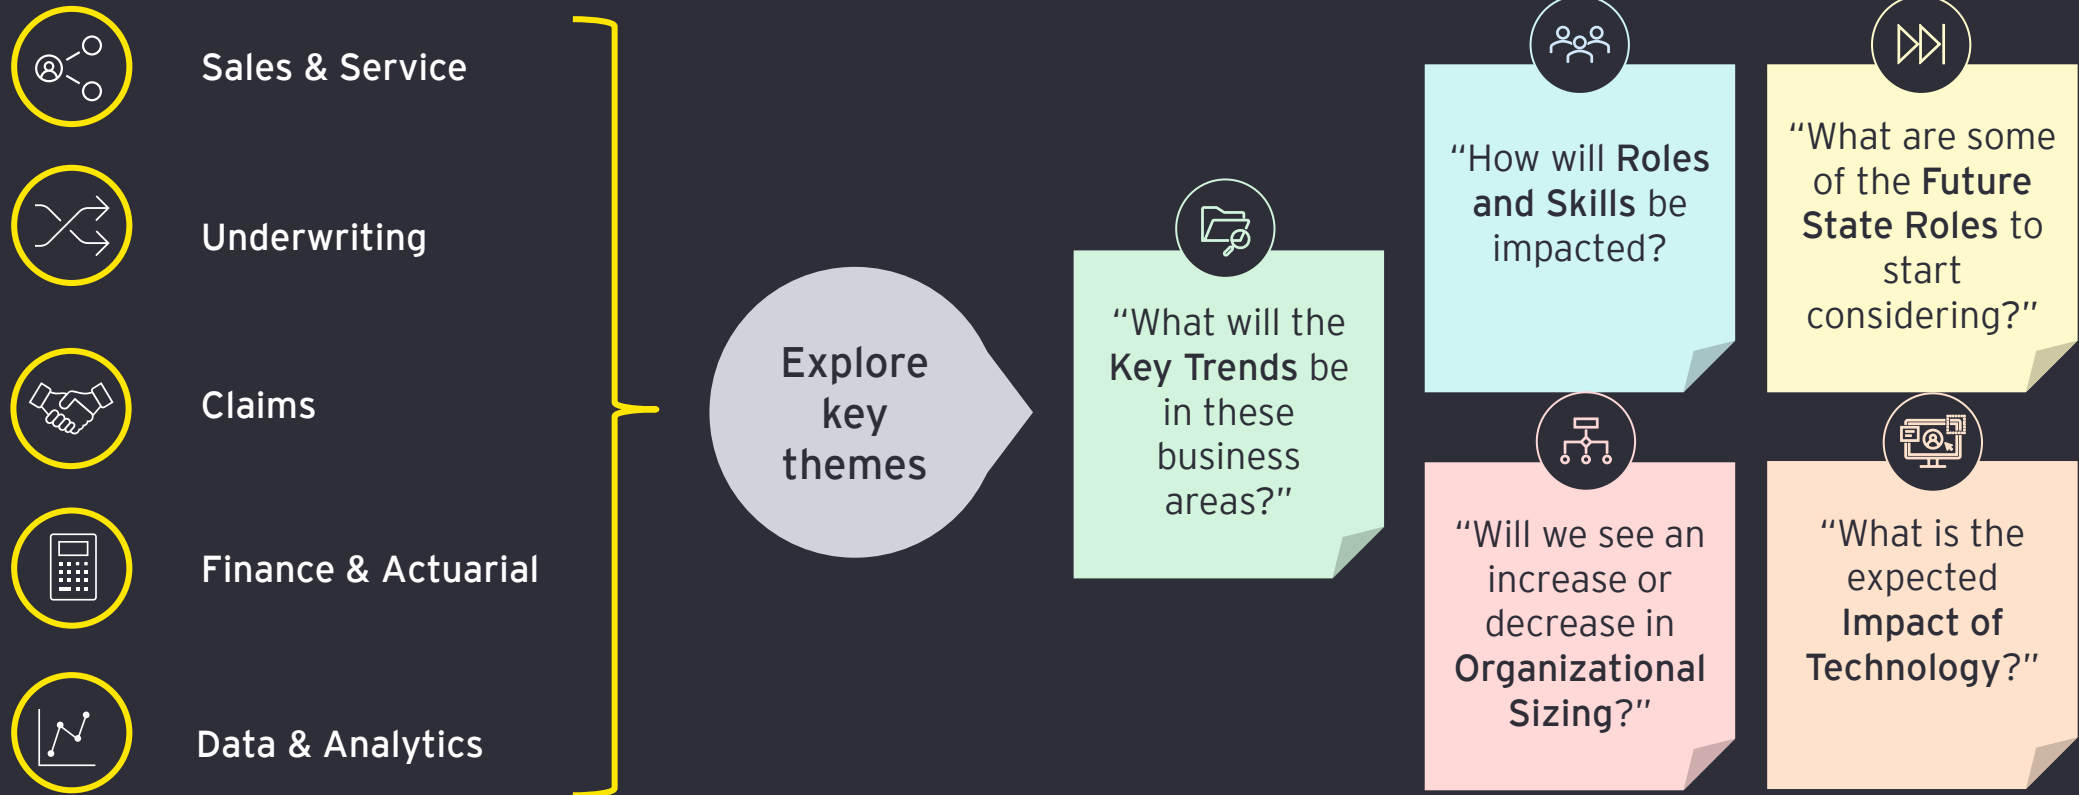 Sales & Service
Underwriting
Claims
Finance & Actuarial
Data & Analytics
Explore
key
themes
“What will the
Key Trends be
in these
business
areas?”
“How will Roles
and Skills be
impacted?
“What are some
of the Future
State Roles to
start
considering?”
“Will we see an
increase or
decrease in
Organizational
Sizing?”
“What is the
expected
Impact of
Technology?”